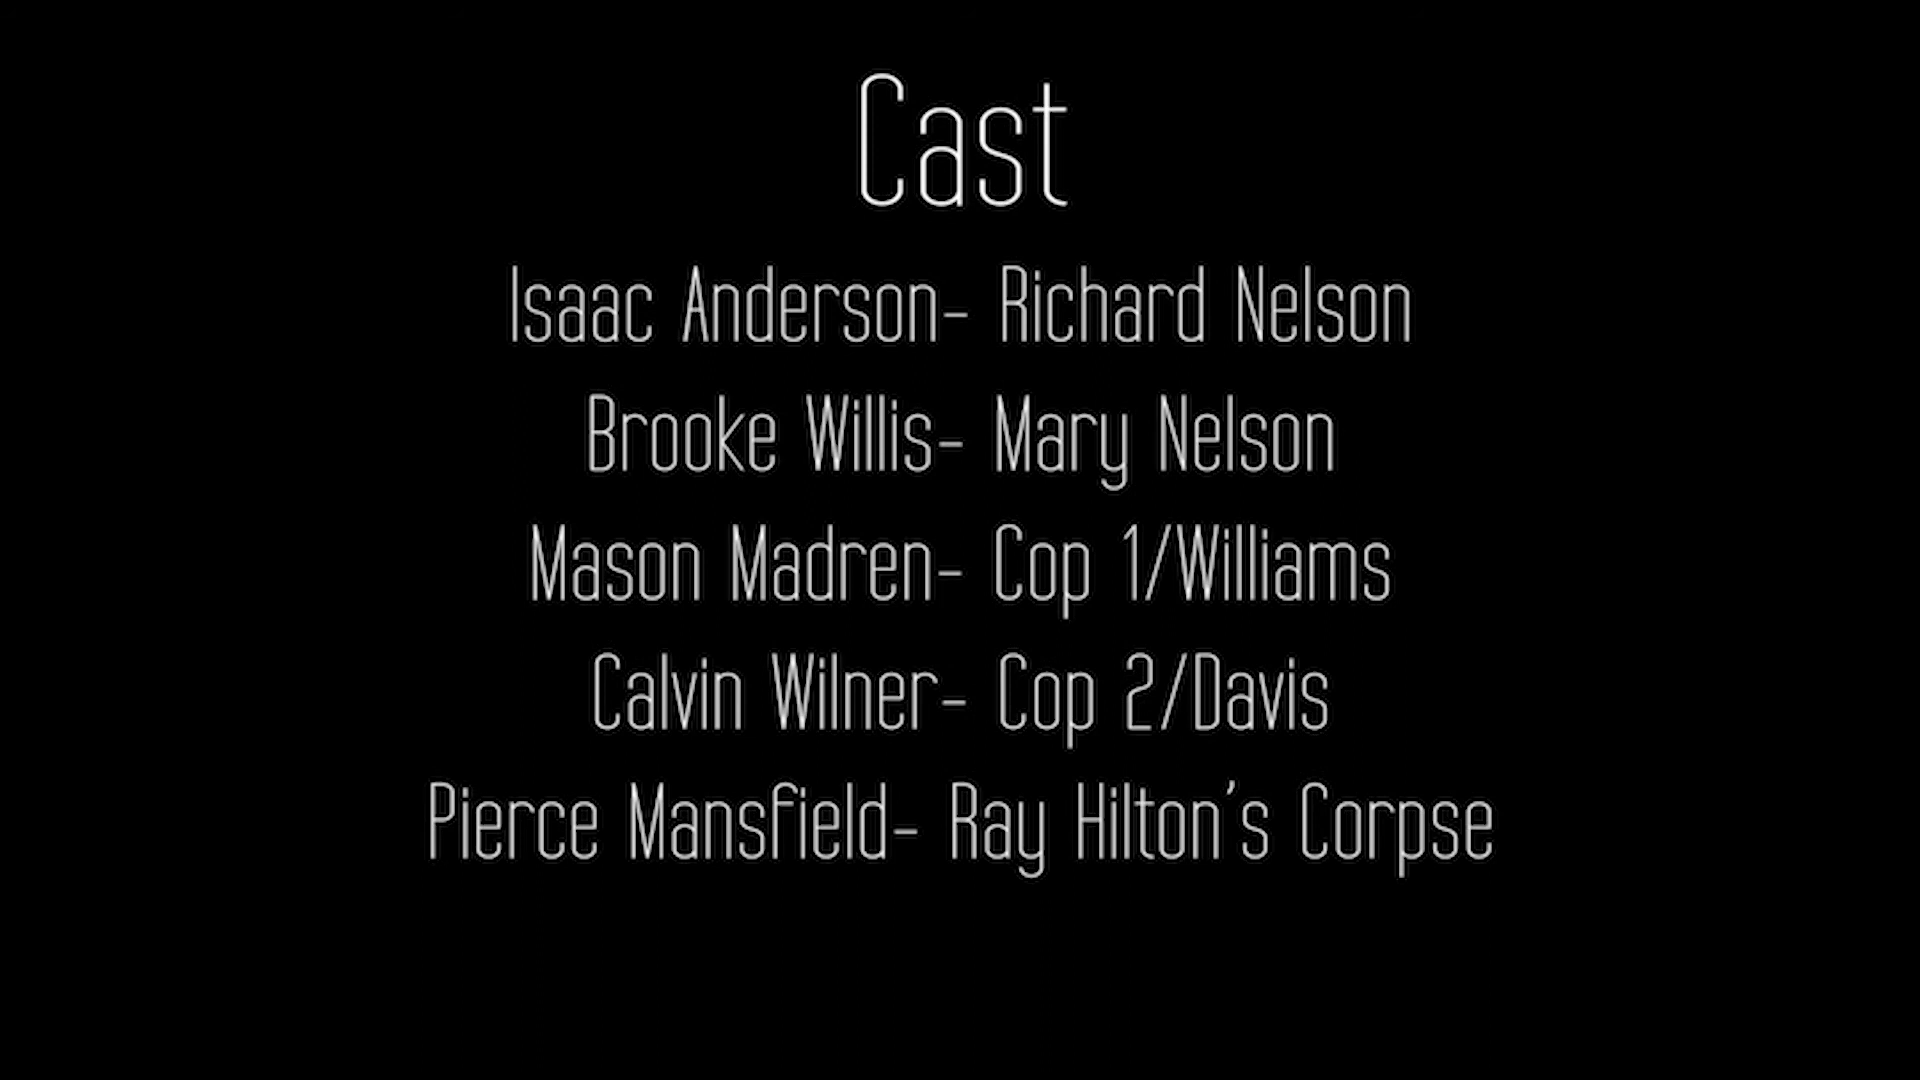 Cast
Isaac Anderson- Richard Nelson
Brooke Willis- Mary Nelson
Mason Madren- Cop 1/Williams
Calvin Wilner- Cop 2/Davis
Pierce Mansfield- Ray Hilton's Corpse